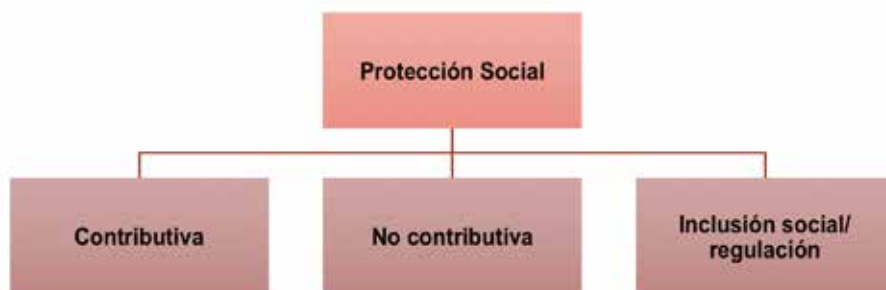 Protección Social
Contributiva
No contributiva
Inclusión social/
regulación